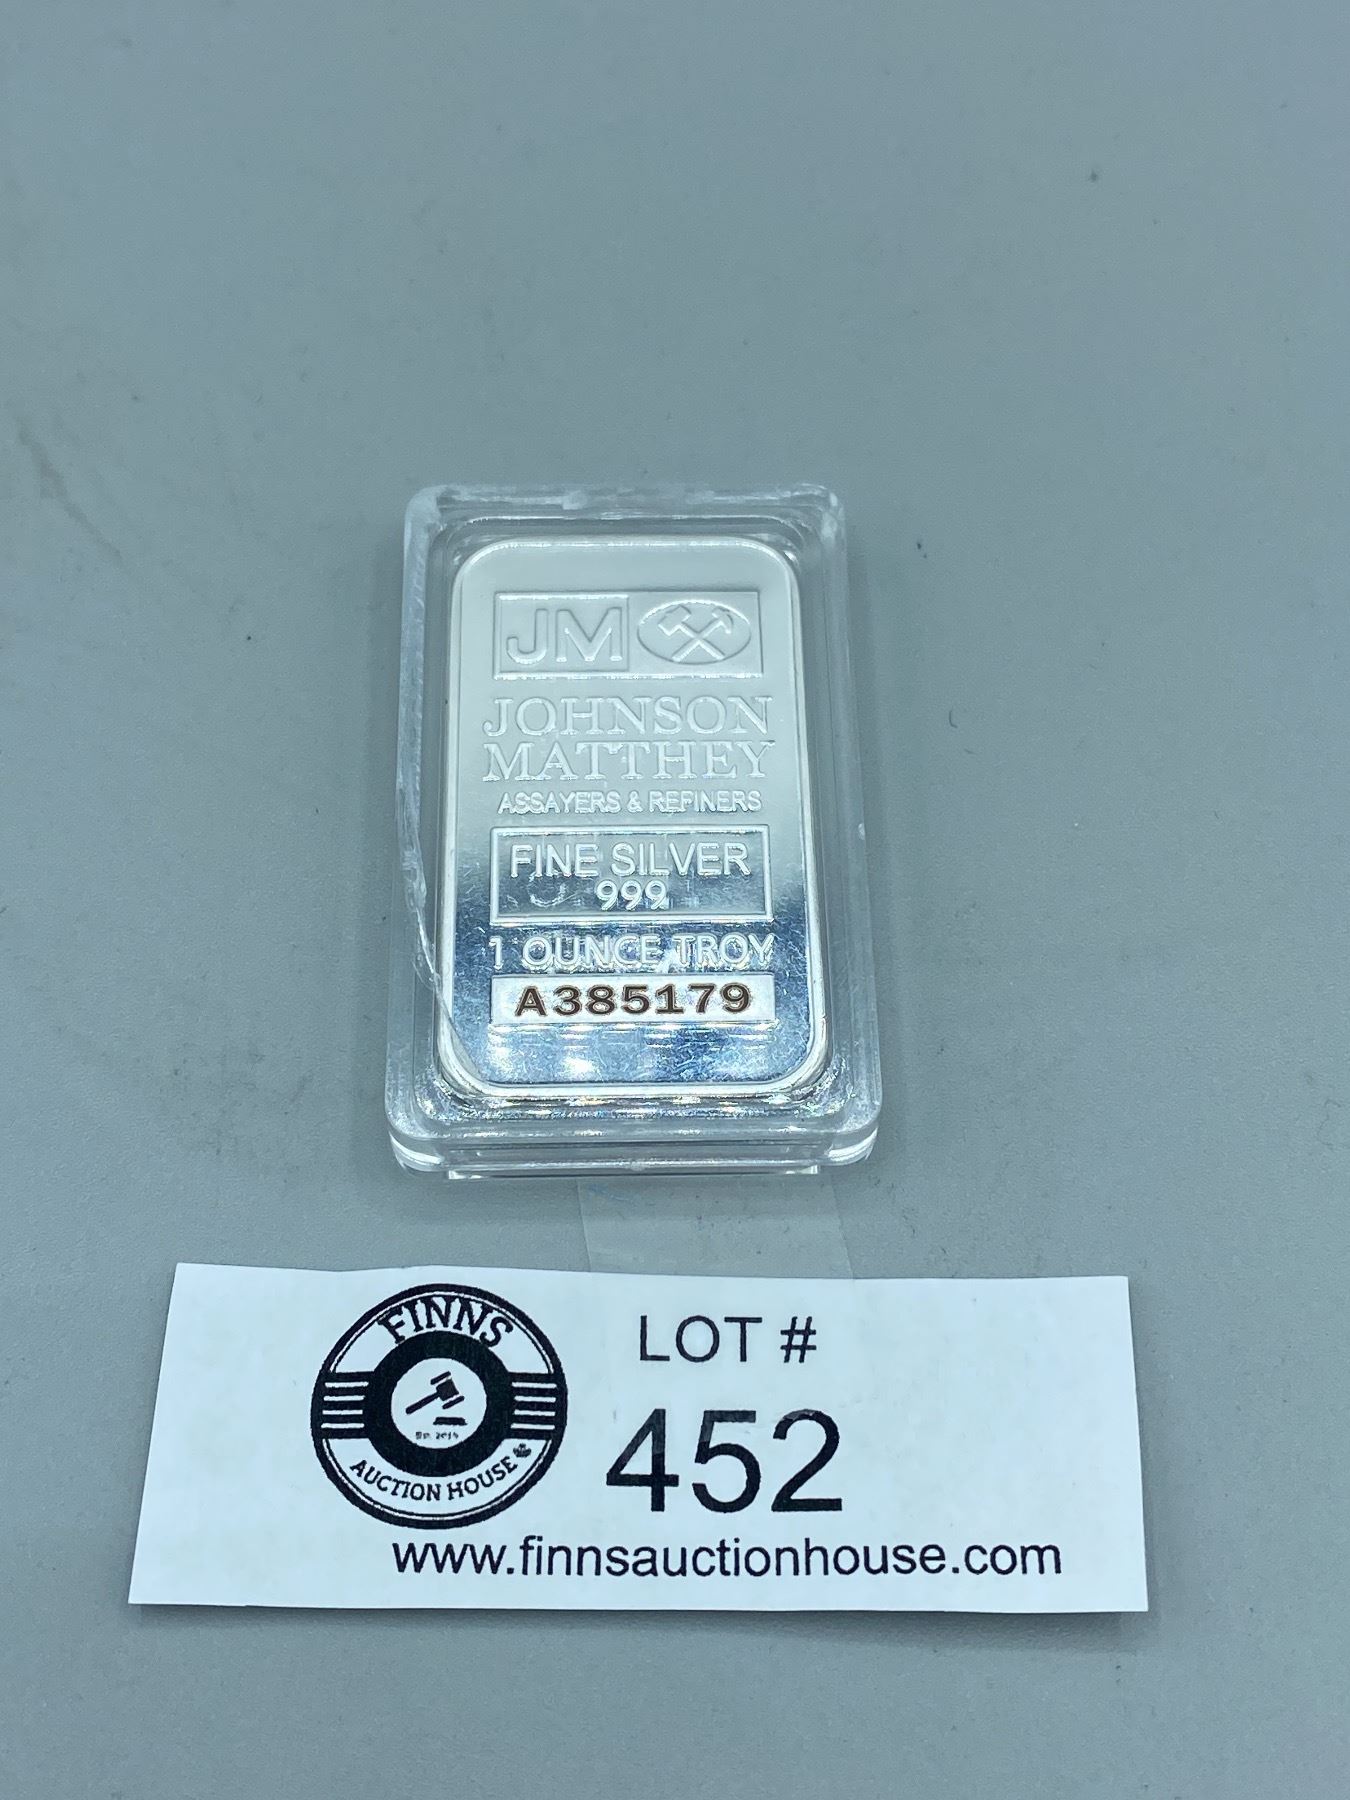 JM
JOHNSON
MATTHEY
ASSAYERS & REFINERS
FINE SILVER
999
1 OUNCE TROY
A385179
FINNS
AUCTION HOUSE
LOT #
452
www.finnsauctionhouse.com